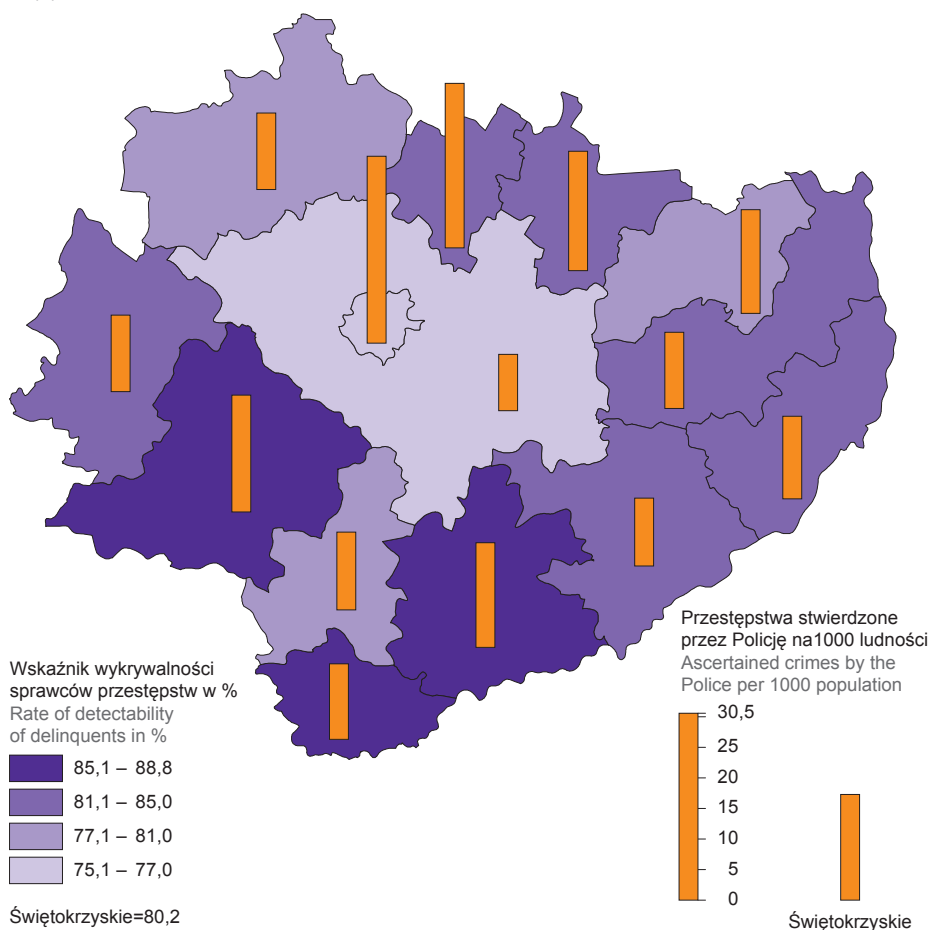 Wskaźnik wykrywalności
sprawców przestępstw w %
Rate of detectability
of delinquents in %
85,1 – 88,8
81,1 – 85,0
77,1 – 81,0
75,1 – 77,0
Świętokrzyskie=80,2
Przestępstwa stwierdzone
przez Policję na1000 ludności
Ascertained crimes by the
Police per 1000 population
30,5
25
20
15
10
5
0
Świętokrzyskie